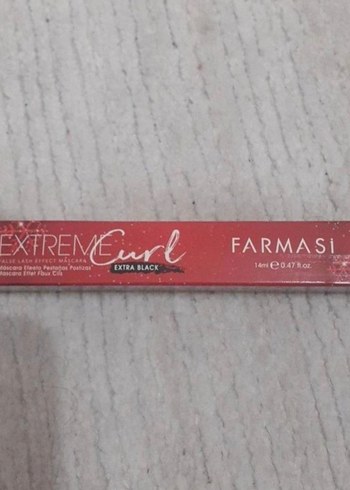 EXTREME Curl
FALSE LASH EFFECT MASCARA
Máscara Efecto Pestañas Postizas
Mascara Effet Faux Cils
EXTRA BLACK
FARMASi
14ml ℮ 0.47 fl.oz.